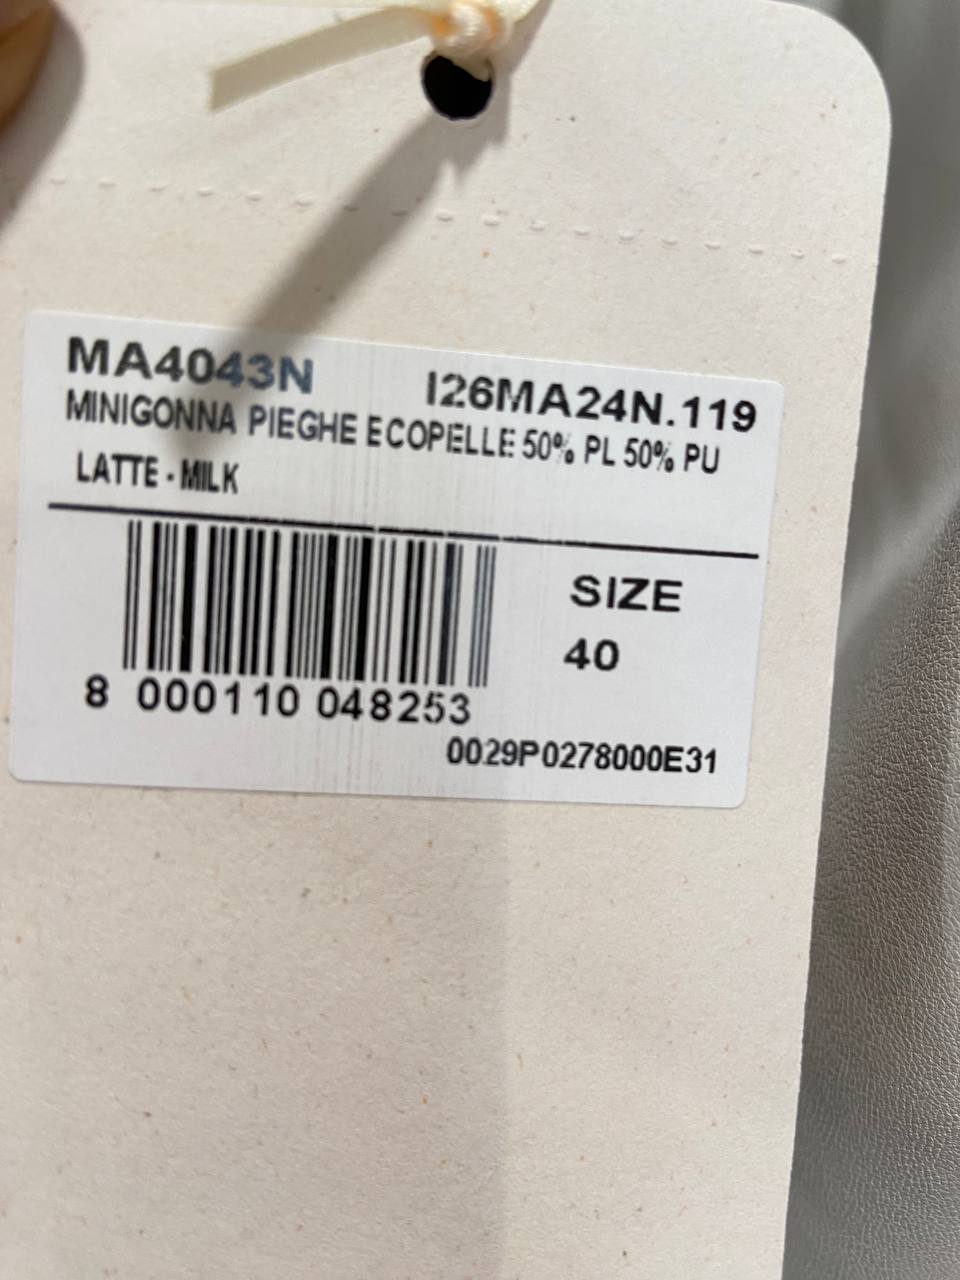 MA4043N I26MA24N.119
MINIGONNA PIEGHE ECOPELLE 50% PL 50% PU
LATTE - MILK
SIZE
40
8 000110 048253
0029P0278000E31